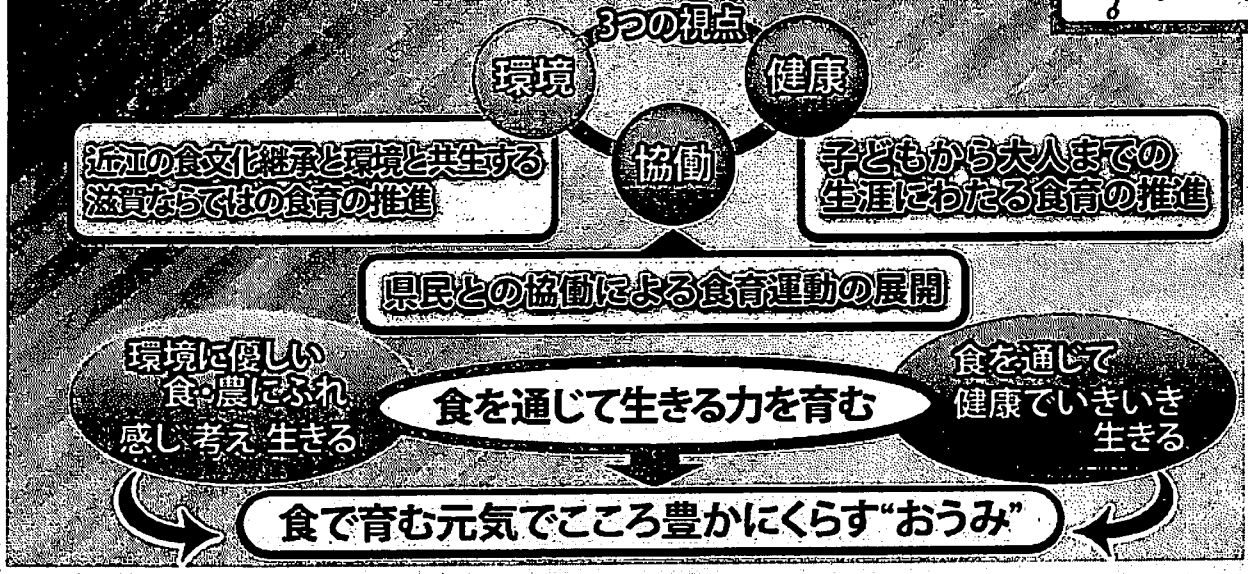 3つの視点
環境
健康
協働
近江の食文化継承と環境と共生する
滋賀ならではの食育の推進
子どもから大人までの
生涯にわたる食育の推進
県民との協働による食育運動の展開
環境に優しい
食・農にふれ
感じ 考え 生きる
食を通じて生きる力を育む
食を通じて
健康でいきいき
生きる
食で育む元気でこころ豊かにくらす“おうみ”